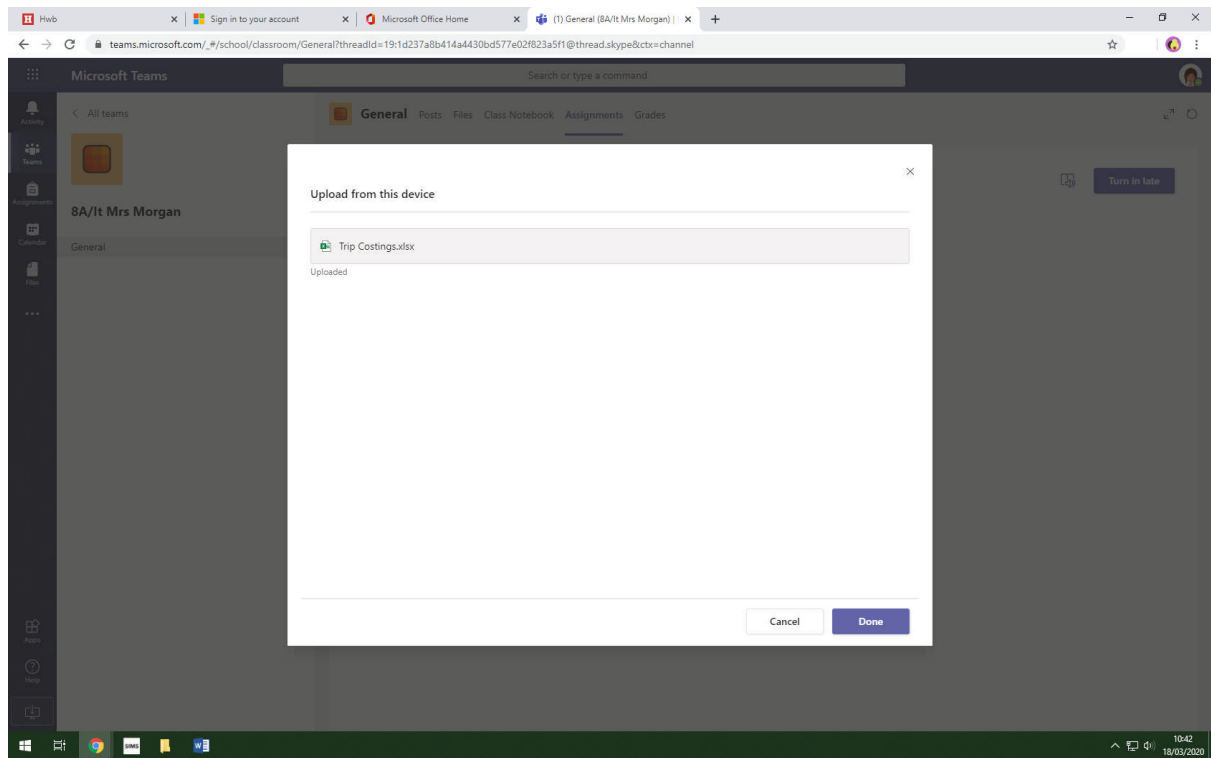 H Hwb
Sign in to your account
Microsoft Office Home
(1) General (8A/It Mrs Morgan) |
teams.microsoft.com/_#/school/classroom/General?threadId=19:1d237a8b414a4430bd577e02f823a5f1@thread.skype&ctx=channel
Microsoft Teams
Search or type a command
Activity
Teams
Assignments
Calendar
Files
All teams
8A/It Mrs Morgan
General
General Posts Files Class Notebook Assignments Grades
Turn in late
Upload from this device
Trip Costings.xlsx
Uploaded
Cancel Done
Apps
Help
SIMS
W
10:42
18/03/2020